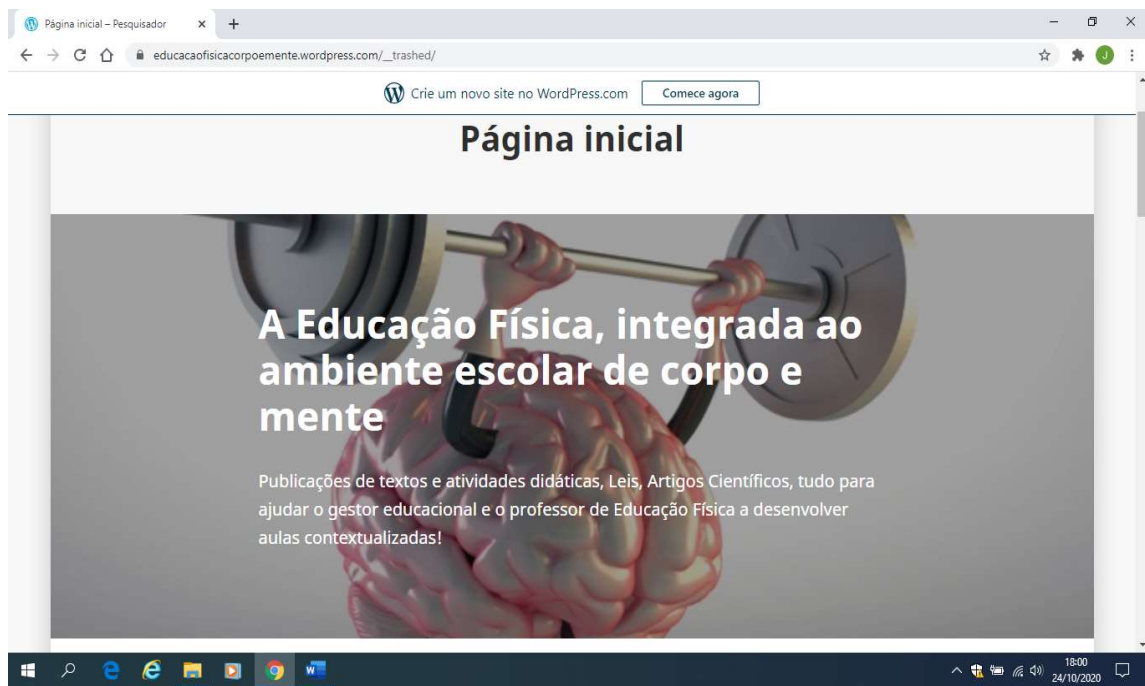 Página inicial – Pesquisador
educacaofisicacorpoemente.wordpress.com/__trashed/
J
Crie um novo site no WordPress.com
Comece agora
Página inicial
A Educação Física, integrada ao
ambiente escolar de corpo e
mente
Publicações de textos e atividades didáticas, Leis, Artigos Científicos, tudo para
ajudar o gestor educacional e o professor de Educação Física a desenvolver
aulas contextualizadas!
18:00
24/10/2020